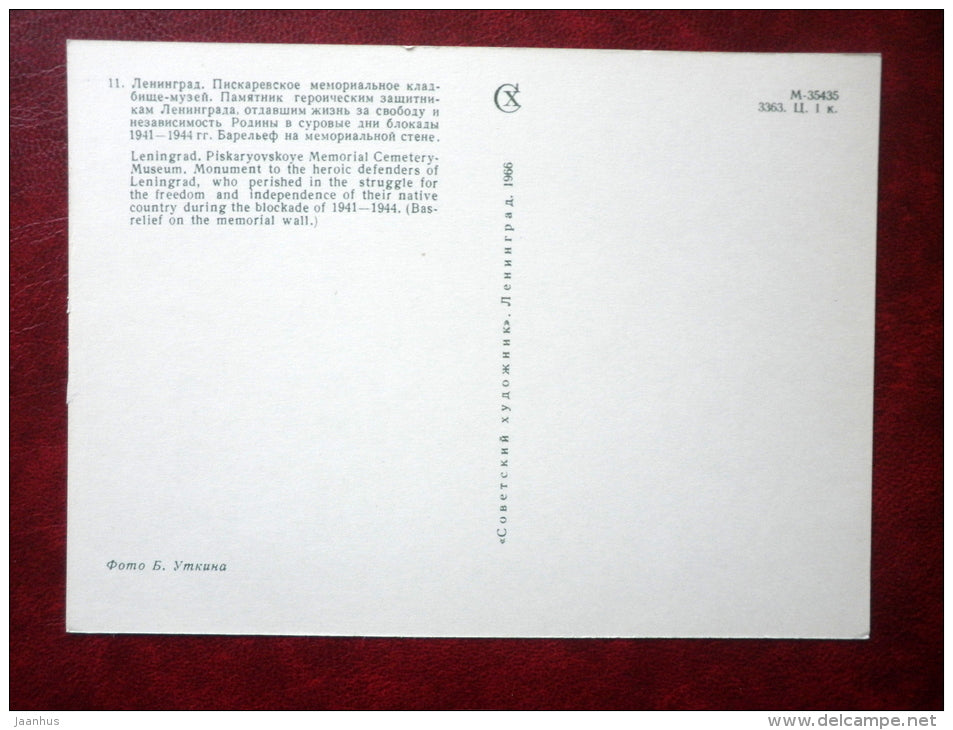 11. Ленинград. Пискаревское мемориальное клад-
бище-музей. Памятник героическим защитни-
кам Ленинграда, отдавшим жизнь за свободу и
независимость Родины в суровые дни блокады
1941—1944 гг. Барельеф на мемориальной стене.
Leningrad. Piskaryovskoye Memorial Cemetery-
Museum. Monument to the heroic defenders of
Leningrad, who perished in the struggle for
the freedom and independence of their native
country during the blockade of 1941—1944. (Bas-
relief on the memorial wall.)
Фото Б. Уткина
«Советский художник». Ленинград. 1966
СХ
М-35435
3363. Ц. 1 к.
jaanhus
www.delcampe.net